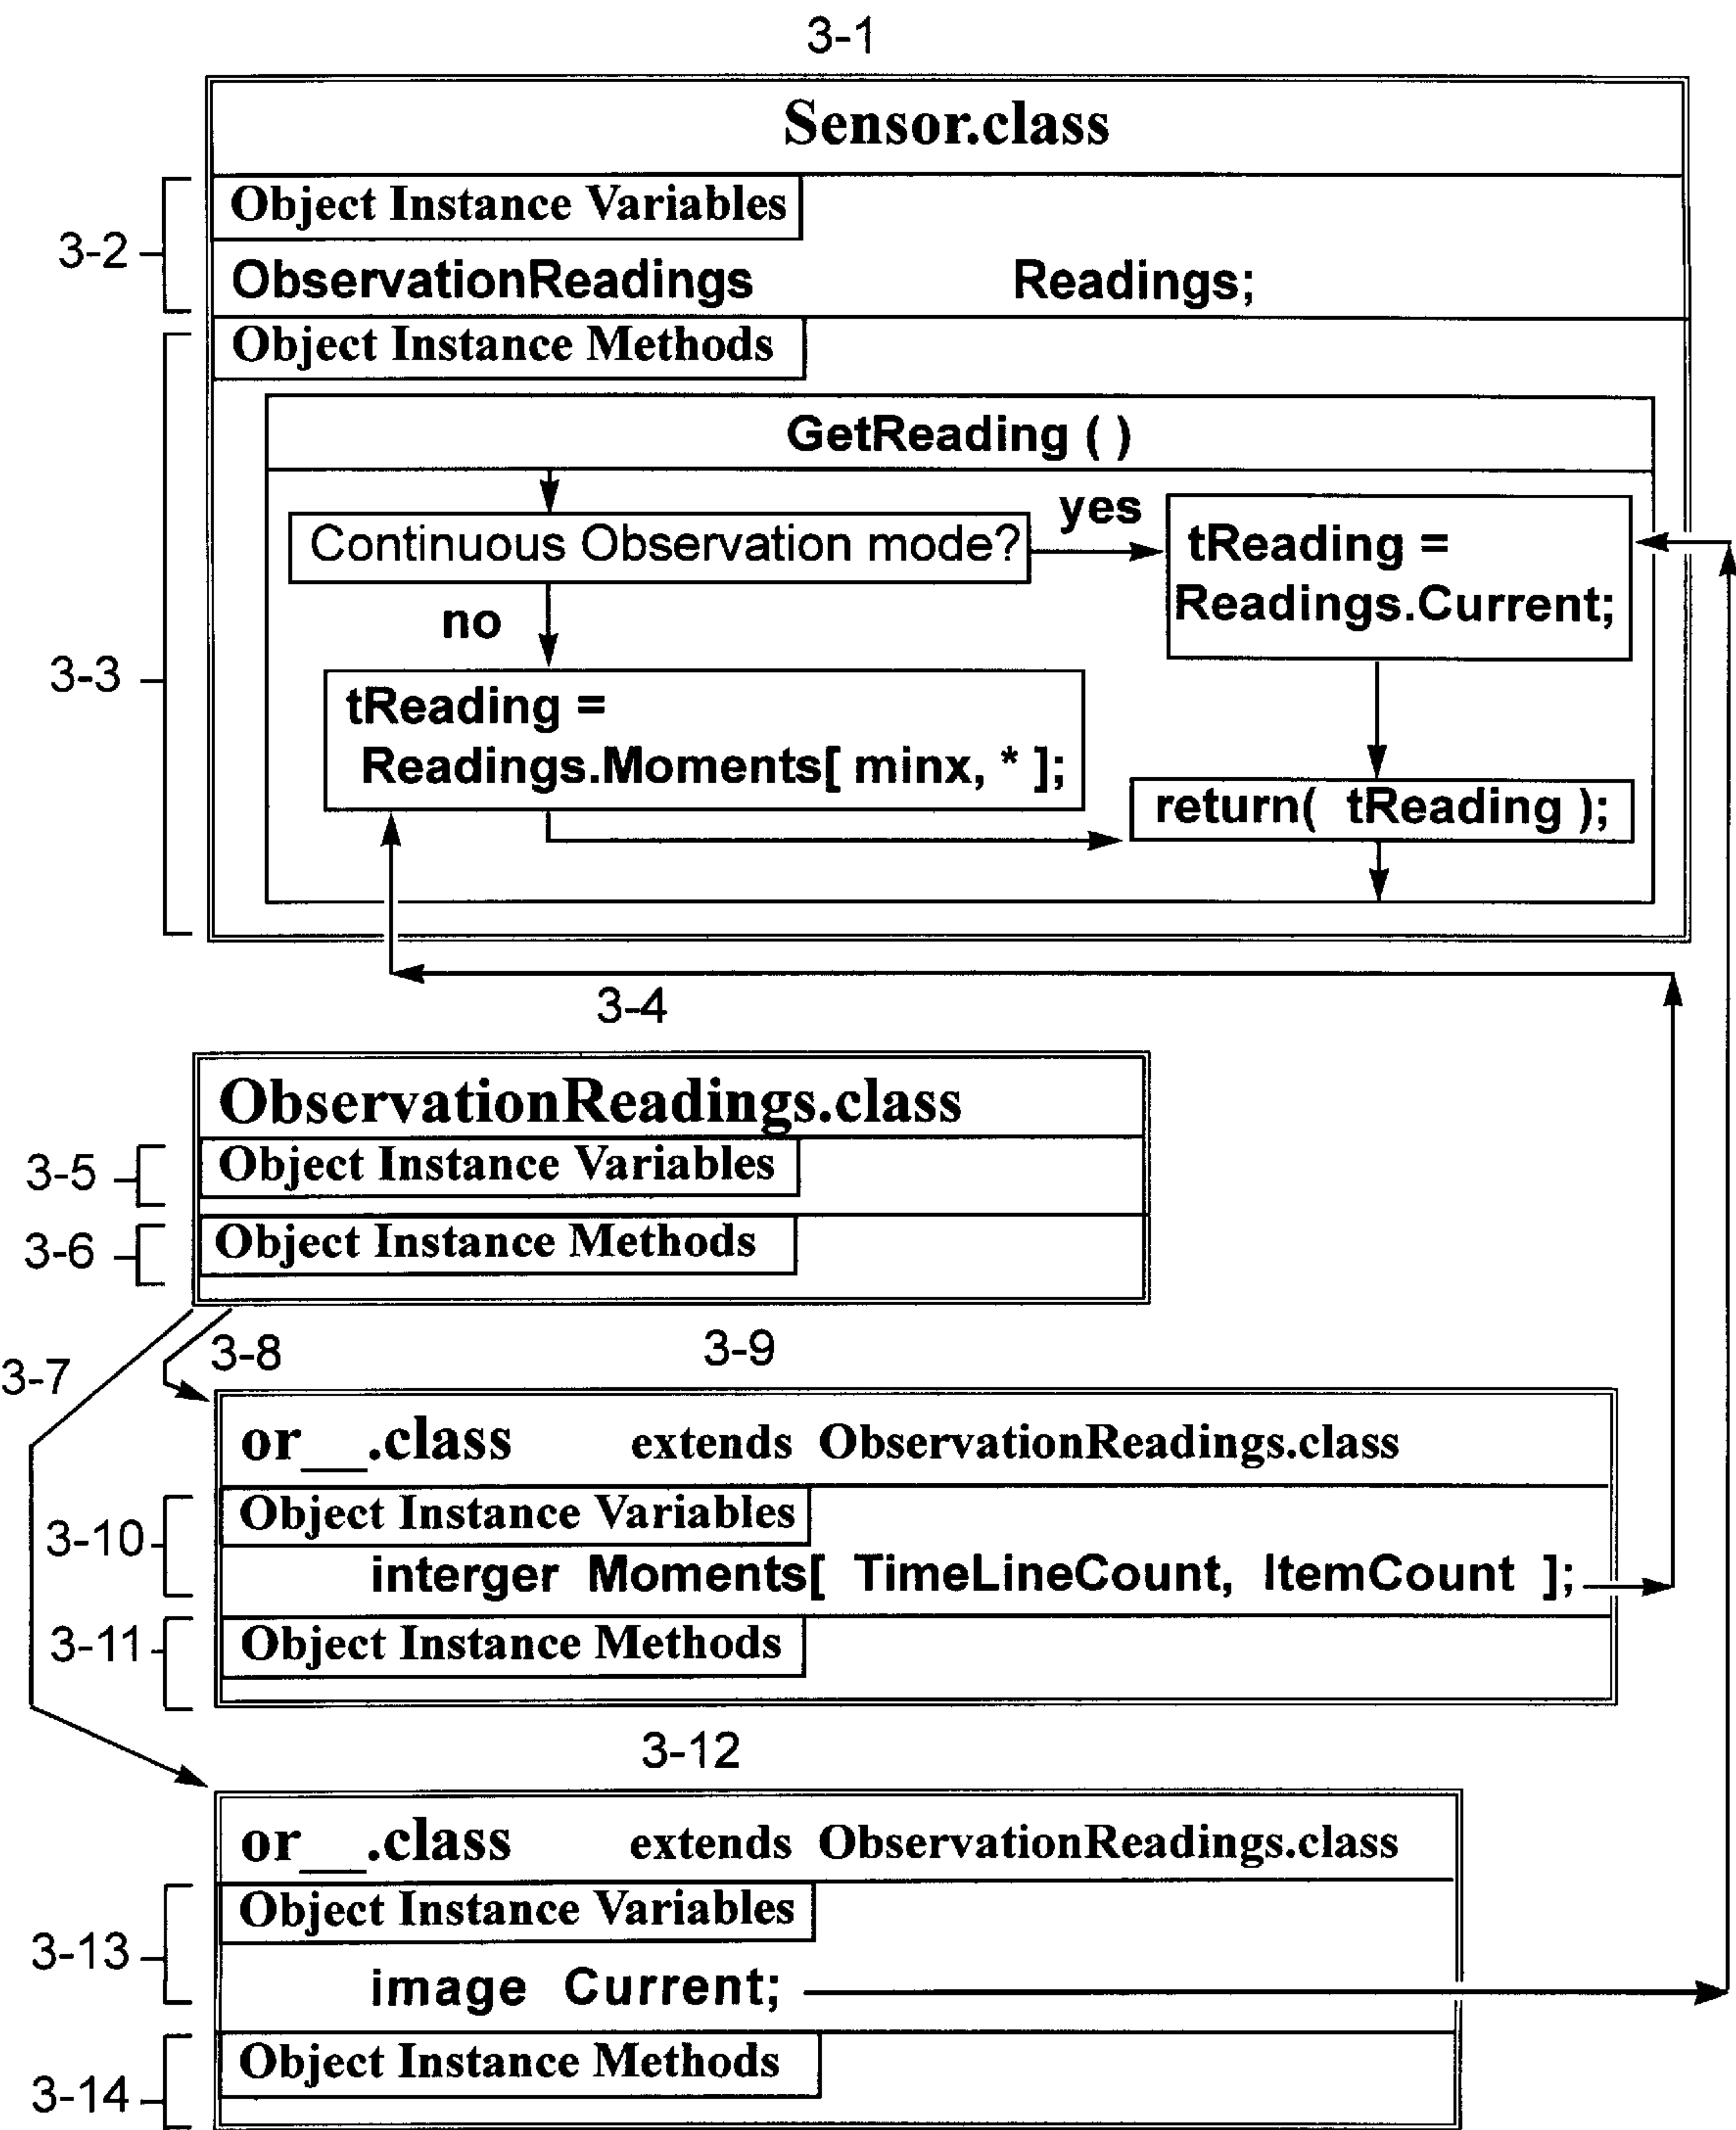 3-1
Sensor.class
3-2
Object Instance Variables
ObservationReadings Readings;
3-3
Object Instance Methods
GetReading ( )
Continuous Observation mode?
yes
tReading =
Readings.Current;
no
tReading =
Readings.Moments[ minx, * ];
return( tReading );
3-4
ObservationReadings.class
3-5
Object Instance Variables
3-6
Object Instance Methods
3-7
3-8
3-9
or__.class extends ObservationReadings.class
3-10
Object Instance Variables
interger Moments[ TimeLineCount, ItemCount ];
3-11
Object Instance Methods
3-12
or__.class extends ObservationReadings.class
3-13
Object Instance Variables
image Current;
3-14
Object Instance Methods